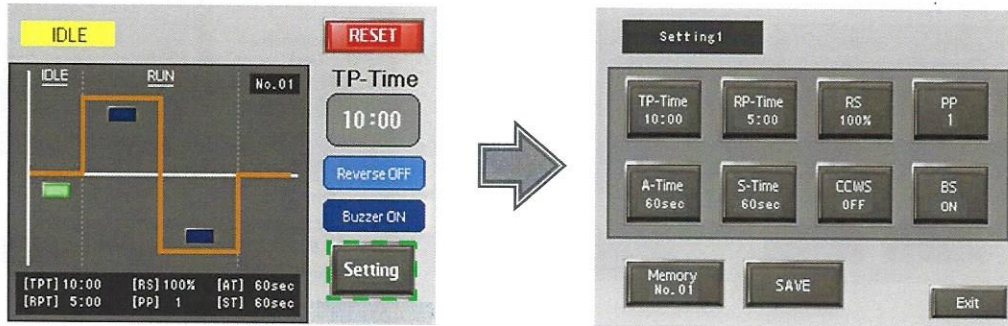 IDLE
RESET
IDLE RUN No.01
TP-Time
10:00
Reverse OFF
Buzzer ON
Setting
[TPT] 10:00 [RS] 100% [AT] 60sec
[RPT] 5:00 [PP] 1 [ST] 60sec
Setting1
TP-Time
10:00
RP-Time
5:00
RS
100%
PP
1
A-Time
60sec
S-Time
60sec
CCWS
OFF
BS
ON
Memory
No.01
SAVE
Exit